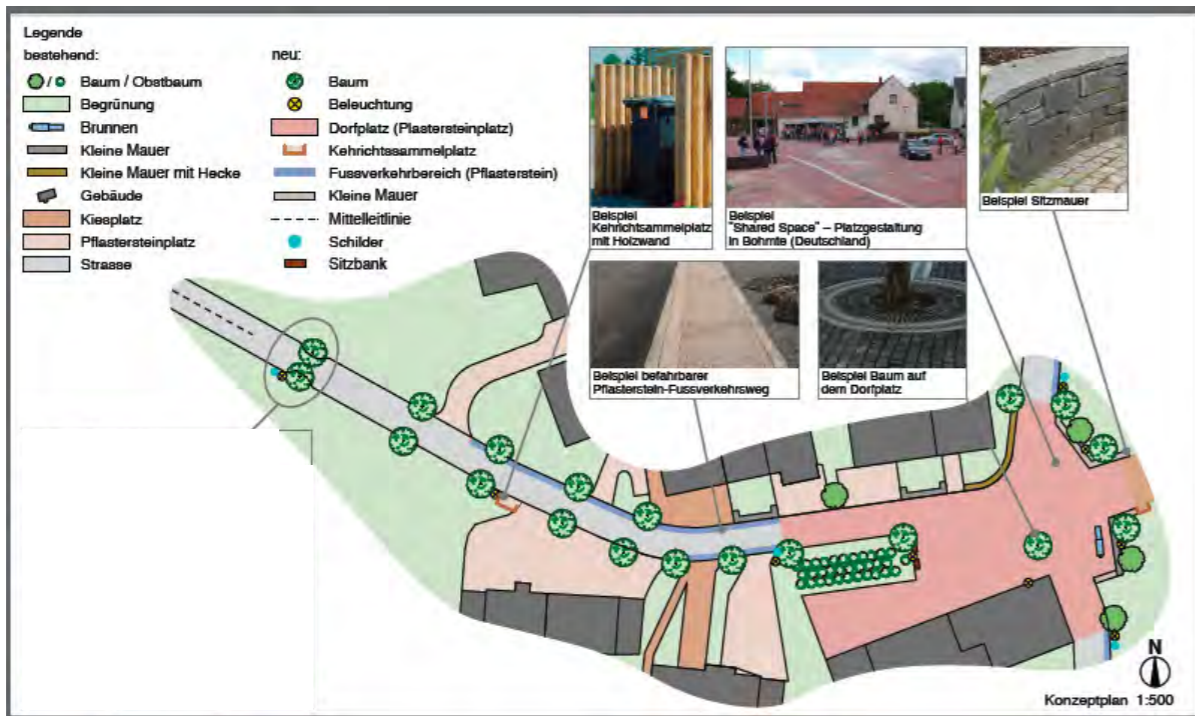 Legende
bestehend:
Baum / Obstbaum
Begrünung
Brunnen
Kleine Mauer
Kleine Mauer mit Hecke
Gebäude
Kiesplatz
Pflastersteinplatz
Strasse
neu:
Baum
Beleuchtung
Dorfplatz (Plastersteinplatz)
Kehrichtssammelplatz
Fussverkehrbereich (Pflasterstein)
Kleine Mauer
Mittelleitlinie
Schilder
Sitzbank
Beispiel
Kehrichtsammelplatz
mit Holzwand
Beispiel
"Shared Space" – Platzgestaltung
in Bohmte (Deutschland)
Beispiel Sitzmauer
Beispiel befahrbarer
Pflasterstein-Fussverkehrsweg
Beispiel Baum auf
dem Dorfplatz
N
Konzeptplan 1:500